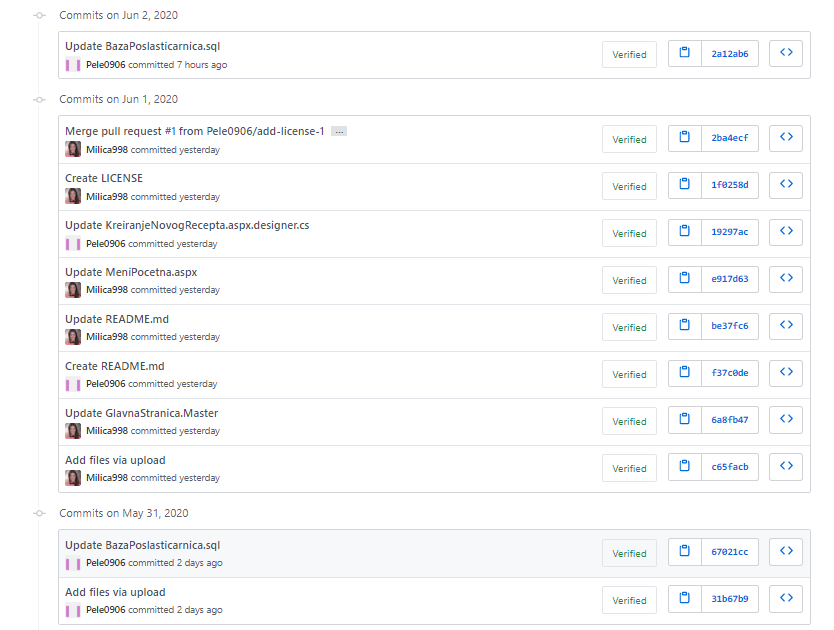 Commits on Jun 2, 2020
Update BazaPoslasticarnica.sql
Pele0906 committed 7 hours ago
Verified
2a12ab6
Commits on Jun 1, 2020
Merge pull request #1 from Pele0906/add-license-1 ...
Milica998 committed yesterday
Verified
2ba4ecf
Create LICENSE
Milica998 committed yesterday
Verified
1f0258d
Update KreiranjeNovogRecepta.aspx.designer.cs
Pele0906 committed yesterday
Verified
19297ac
Update MeniPocetna.aspx
Milica998 committed yesterday
Verified
e917d63
Update README.md
Milica998 committed yesterday
Verified
be37fc6
Create README.md
Pele0906 committed yesterday
Verified
f37c0de
Update GlavnaStranica.Master
Milica998 committed yesterday
Verified
6a8fb47
Add files via upload
Milica998 committed yesterday
Verified
c65facb
Commits on May 31, 2020
Update BazaPoslasticarnica.sql
Pele0906 committed 2 days ago
Verified
67021cc
Add files via upload
Pele0906 committed 2 days ago
Verified
31b67b9